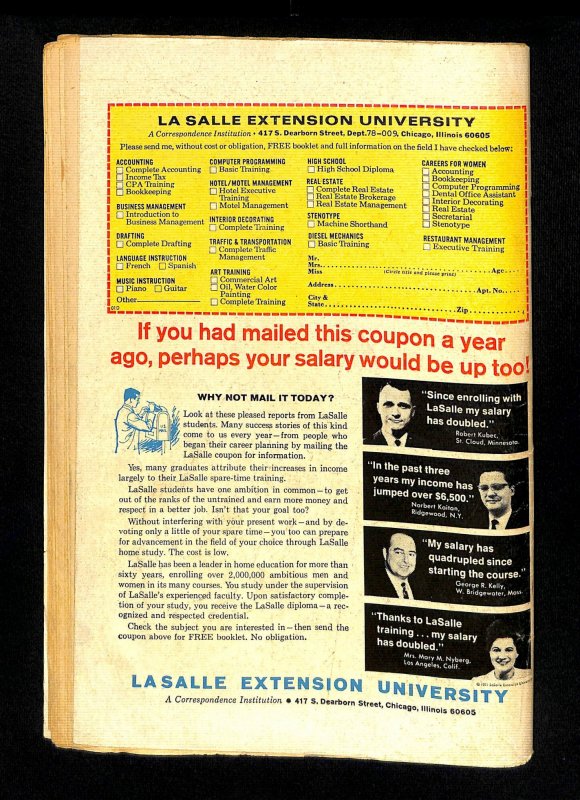 LA SALLE EXTENSION UNIVERSITY
A Correspondence Institution • 417 S. Dearborn Street, Dept. 78-009, Chicago, Illinois 60605
Please send me, without cost or obligation, FREE booklet and full information on the field I have checked below:
ACCOUNTING
Complete Accounting
Income Tax
CPA Training
Bookkeeping
BUSINESS MANAGEMENT
Introduction to
Business Management
DRAFTING
Complete Drafting
LANGUAGE INSTRUCTION
French Spanish
MUSIC INSTRUCTION
Piano Guitar
Other
COMPUTER PROGRAMMING
Basic Training
HOTEL/MOTEL MANAGEMENT
Hotel Executive
Training
Motel Management
INTERIOR DECORATING
Complete Training
TRAFFIC & TRANSPORTATION
Complete Traffic
Management
ART TRAINING
Commercial Art
Oil, Water Color
Painting
Complete Training
HIGH SCHOOL
High School Diploma
REAL ESTATE
Complete Real Estate
Real Estate Brokerage
Real Estate Management
STENOTYPE
Machine Shorthand
DIESEL MECHANICS
Basic Training
CAREERS FOR WOMEN
Accounting
Bookkeeping
Computer Programming
Dental Office Assistant
Interior Decorating
Real Estate
Secretarial
Stenotype
RESTAURANT MANAGEMENT
Executive Training
Mr.
Mrs.
Miss Age
(Circle title and please print)
Address Apt. No.
City &
State Zip
If you had mailed this coupon a year
ago, perhaps your salary would be up too!
WHY NOT MAIL IT TODAY?
Look at these pleased reports from LaSalle
students. Many success stories of this kind
come to us every year—from people who
began their career planning by mailing the
LaSalle coupon for information.
Yes, many graduates attribute their increases in income
largely to their LaSalle spare-time training.
LaSalle students have one ambition in common—to get
out of the ranks of the untrained and earn more money and
respect in a better job. Isn't that your goal too?
Without interfering with your present work—and by de-
voting only a little of your spare time—you too can prepare
for advancement in the field of your choice through LaSalle
home study. The cost is low.
LaSalle has been a leader in home education for more than
sixty years, enrolling over 2,000,000 ambitious men and
women in its many courses. You study under the supervision
of LaSalle's experienced faculty. Upon satisfactory comple-
tion of your study, you receive the LaSalle diploma—a rec-
ognized and respected credential.
Check the subject you are interested in—then send the
coupon above for FREE booklet. No obligation.
U.S. MAIL
"Since enrolling with
LaSalle my salary
has doubled."
Robert Kubec,
St. Cloud, Minnesota.
"In the past three
years my income has
jumped over $6,500."
Norbert Koiton,
Ridgewood, N.Y.
"My salary has
quadrupled since
starting the course."
George R. Kelly,
W. Bridgewater, Mass.
"Thanks to LaSalle
training . . . my salary
has doubled."
Mrs. Mary M. Nyberg,
Los Angeles, Calif.
© 1971 LaSalle Extension University
LASALLE EXTENSION UNIVERSITY
A Correspondence Institution • 417 S. Dearborn Street, Chicago, Illinois 60605